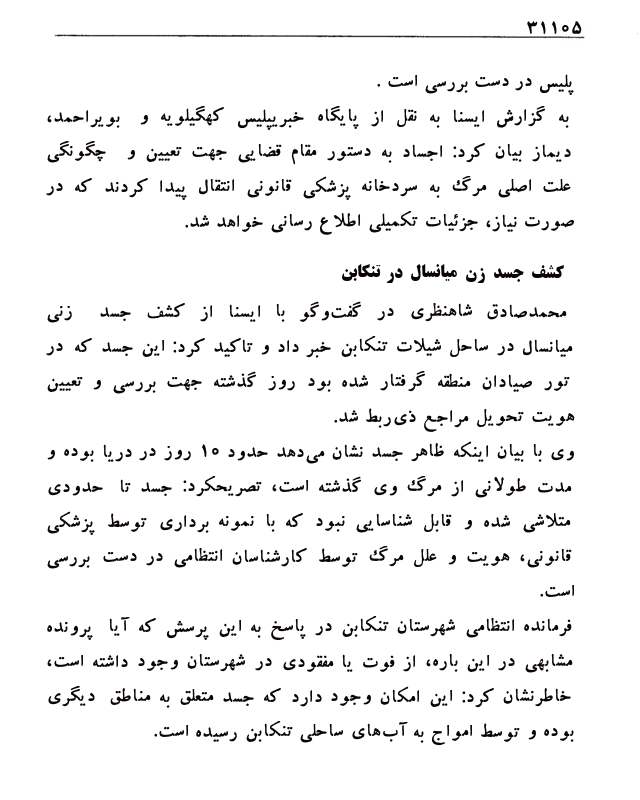 ۳۱۱۰۵
پلیس در دست بررسی است .
به گزارش ایسنا به نقل از پایگاه خبریپلیس کهگیلویه و بویراحمد،
دیماز بیان کرد: اجساد به دستور مقام قضایی جهت تعیین و چگونگی
علت اصلی مرگ به سردخانه پزشکی قانونی انتقال پیدا کردند که در
صورت نیاز، جزئیات تکمیلی اطلاع رسانی خواهد شد.
کشف جسد زن میانسال در تنکابن
محمدصادق شاهنظری در گفت‌وگو با ایسنا از کشف جسد زنی
میانسال در ساحل شیلات تنکابن خبر داد و تاکید کرد: این جسد که در
تور صیادان منطقه گرفتار شده بود روز گذشته جهت بررسی و تعیین
هویت تحویل مراجع ذی‌ربط شد.
وی با بیان اینکه ظاهر جسد نشان می‌دهد حدود ۱۰ روز در دریا بوده و
مدت طولانی از مرگ وی گذشته است، تصریحکرد: جسد تا حدودی
متلاشی شده و قابل شناسایی نبود که با نمونه برداری توسط پزشکی
قانونی، هویت و علل مرگ توسط کارشناسان انتظامی در دست بررسی
است.
فرمانده انتظامی شهرستان تنکابن در پاسخ به این پرسش که آیا پرونده
مشابهی در این باره، از فوت یا مفقودی در شهرستان وجود داشته است،
خاطرنشان کرد: این امکان وجود دارد که جسد متعلق به مناطق دیگری
بوده و توسط امواج به آب‌های ساحلی تنکابن رسیده است.